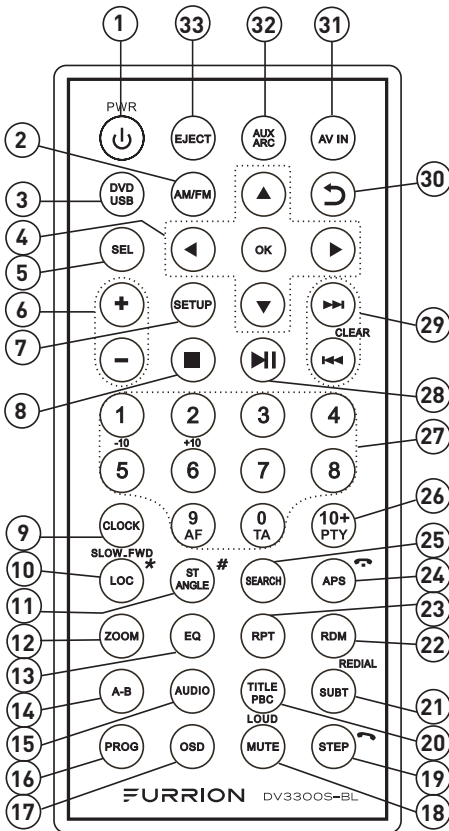 1 33 32 31
PWR
EJECT AUX ARC AV IN
2
3 DVD USB AM/FM 30
4
5 SEL OK
6 + SETUP 29
7 CLEAR
− 
8 28
1 2 3 4
-10 +10 27
5 6 7 8
9 CLOCK 9 AF 0 TA 10+ PTY 26
SLOW_FWD * # 25
10 LOC ST ANGLE SEARCH APS 24
11 23
12 ZOOM EQ RPT RDM 22
13 REDIAL
14 A-B AUDIO TITLE PBC SUBT 21
15 LOUD 20
16 PROG OSD MUTE STEP 19
17 18
FURRION DV3300S-BL